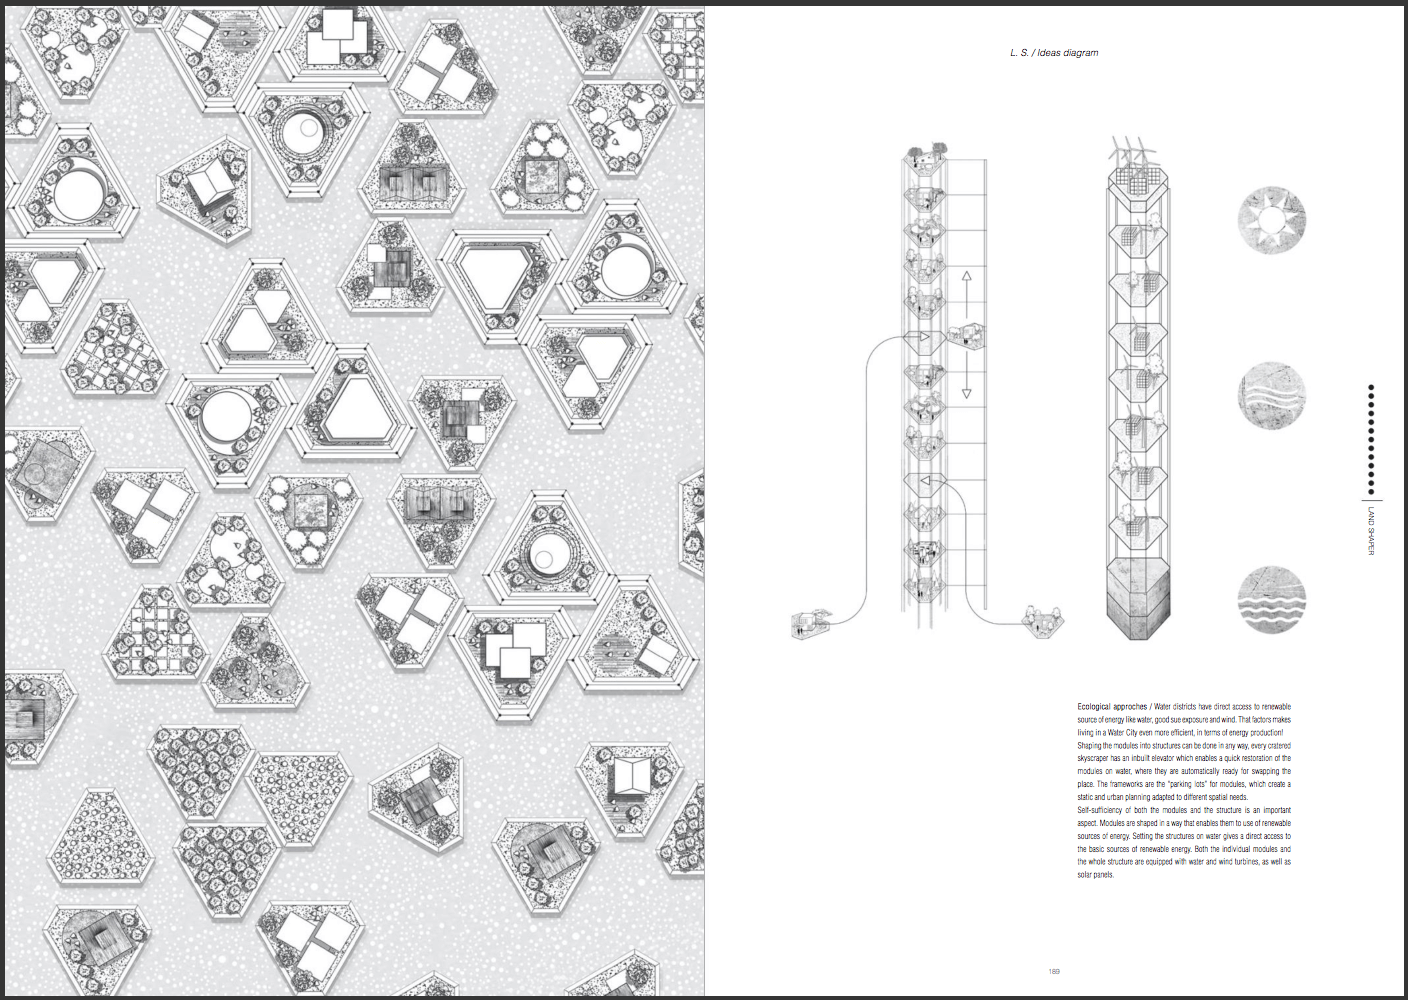 L. S. / Ideas diagram
LAND SHAPER
Ecological approches / Water districts have direct access to renewable
source of energy like water, good sue exposure and wind. That factors makes
living in a Water City even more efficient, in terms of energy production!
Shaping the modules into structures can be done in any way, every cratered
skyscraper has an inbuilt elevator which enables a quick restoration of the
modules on water, where they are automatically ready for swapping the
place. The frameworks are the "parking lots" for modules, which create a
static and urban planning adapted to different spatial needs.
Self-sufficiency of both the modules and the structure is an important
aspect. Modules are shaped in a way that enables them to use of renewable
sources of energy. Setting the structures on water gives a direct access to
the basic sources of renewable energy. Both the individual modules and
the whole structure are equipped with water and wind turbines, as well as
solar panels.
189